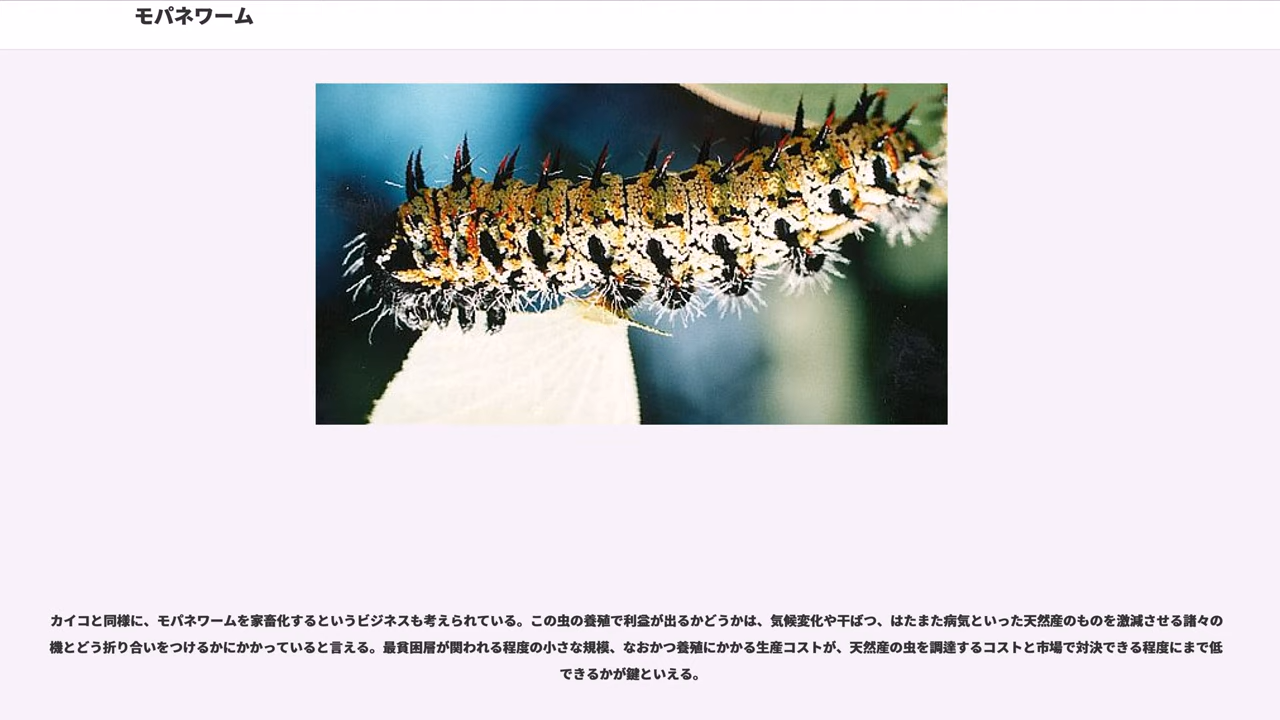 モパネワーム
カイコと同様に、モパネワームを家畜化するというビジネスも考えられている。この虫の養殖で利益が出るかどうかは、気候変化や干ばつ、はたまた病気といった天然産のものを激減させる諸々の
機とどう折り合いをつけるかにかかっていると言える。最貧困層が関われる程度の小さな規模、なおかつ養殖にかかる生産コストが、天然産の虫を調達するコストと市場で対決できる程度にまで低
できるかが鍵といえる。